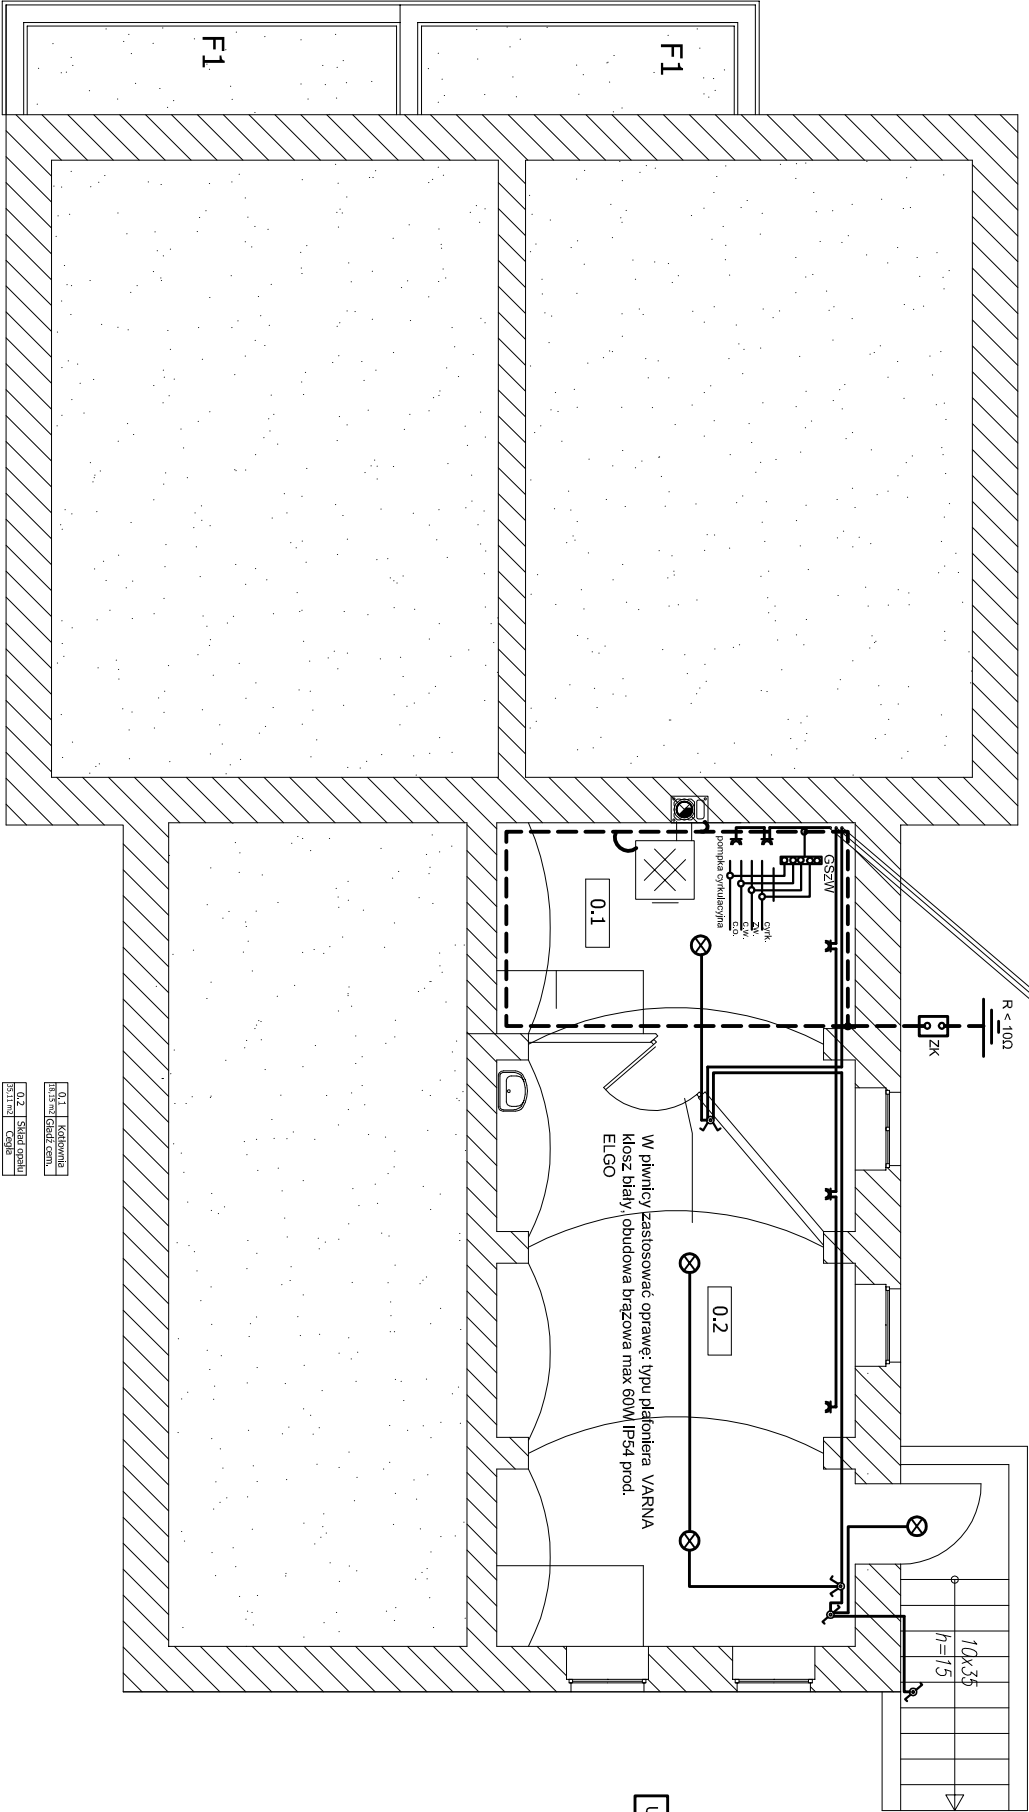 F1
F1
R < 10Ω
ZK
GSzW
cyrk.
zw.
c.w.
c.o.
pompka cyrkulacyjna
0.1
W piwnicy zastosować oprawę: typu plafoniera VARNA
klosz biały, obudowa brązowa max 60W IP54 prod.
ELGO
0.2
10x35
h=15
0.1 Kotłownia
18,15 m2 Gładź cem.
0.2 Skład opału
35,11 m2 Cegła